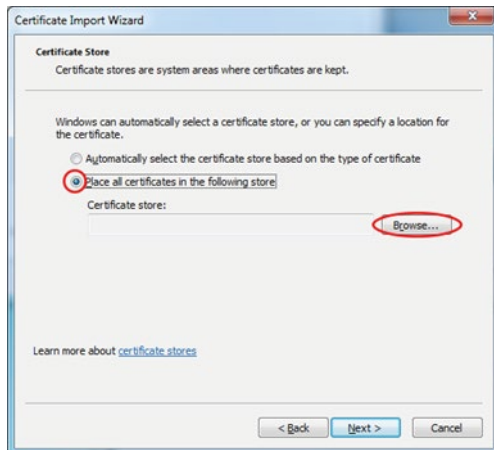 Certificate Import Wizard
Certificate Store
Certificate stores are system areas where certificates are kept.
Windows can automatically select a certificate store, or you can specify a location for
the certificate.
Automatically select the certificate store based on the type of certificate
Place all certificates in the following store
Certificate store:
Browse...
Learn more about certificate stores
< Back Next > Cancel